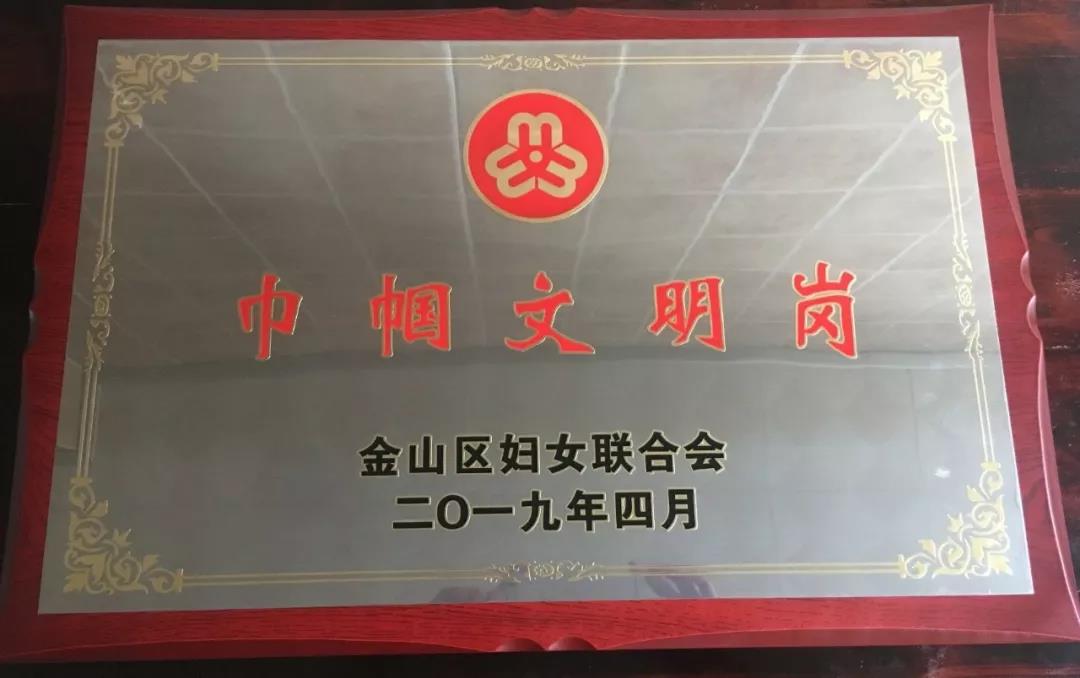 巾帼文明岗
金山区妇女联合会
二〇一九年四月